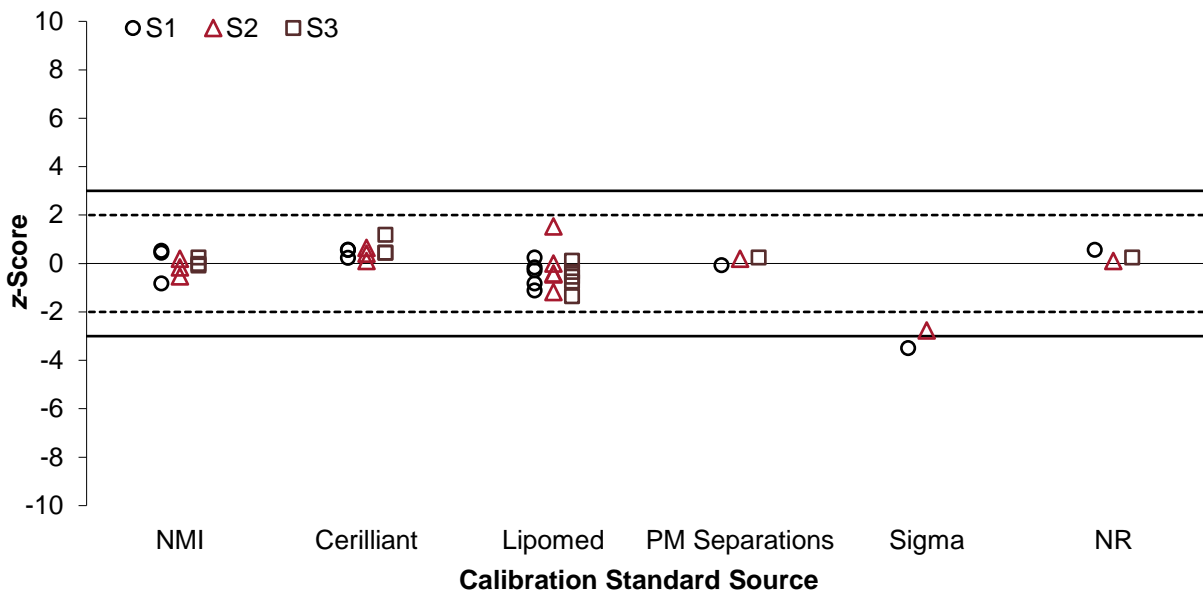 10
S1 S2 S3
8
6
4
2
0
-2
-4
-6
-8
-10
z-Score
NMI Cerilliant Lipomed PM Separations Sigma NR
Calibration Standard Source